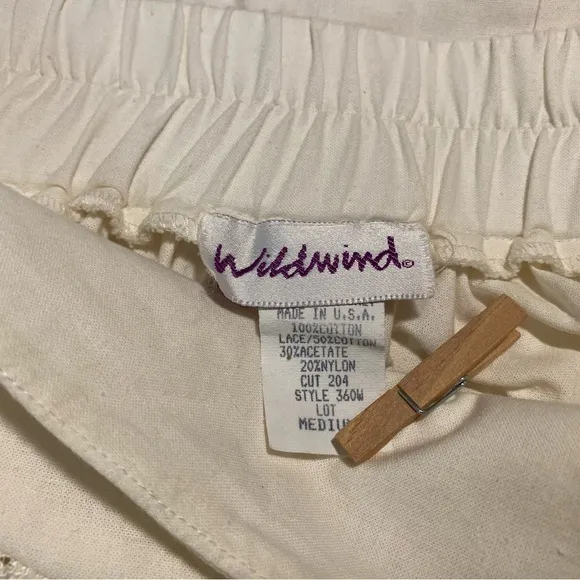 Wildwind©
MADE IN U.S.A.
100%COTTON
LACE/50%COTTON
30%ACETATE
20%NYLON
CUT 204
STYLE 360W
LOT